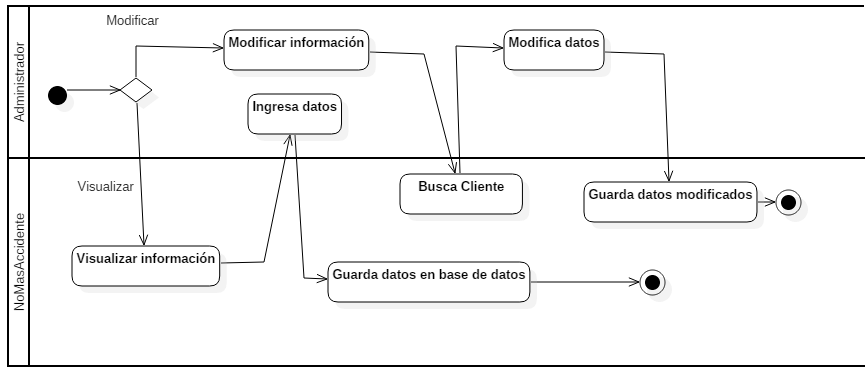 Administrador
Modificar
Modificar información
Modifica datos
Ingresa datos
NoMasAccidente
Visualizar
Busca Cliente
Guarda datos modificados
Visualizar información
Guarda datos en base de datos